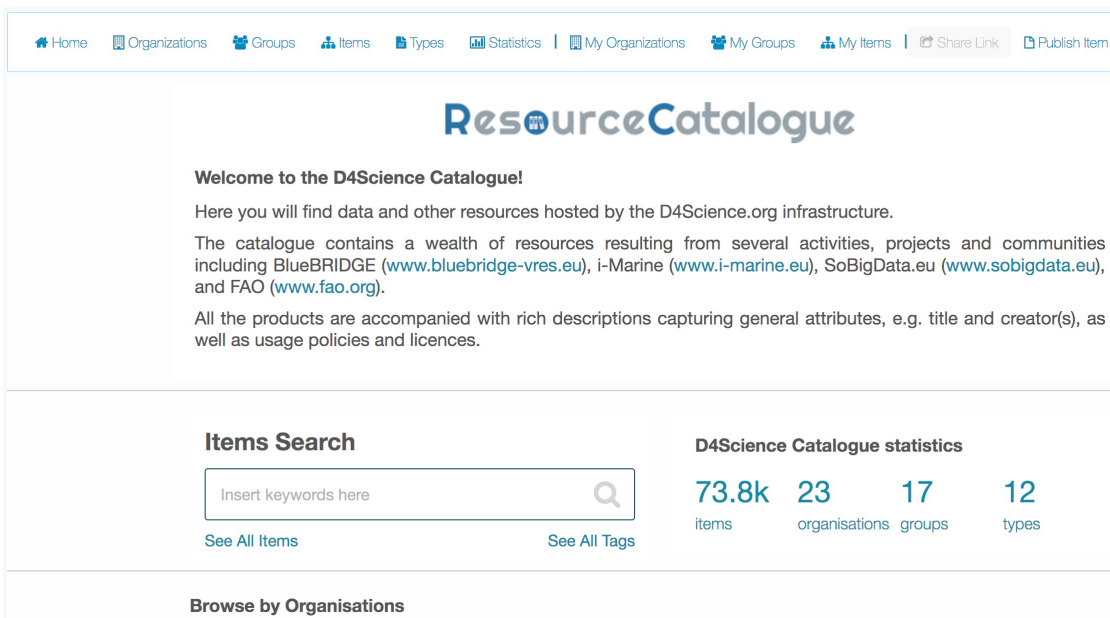 Home Organizations Groups Items Types Statistics | My Organizations My Groups My Items | Share Link Publish Item
ResourceCatalogue
Welcome to the D4Science Catalogue!
Here you will find data and other resources hosted by the D4Science.org infrastructure.
The catalogue contains a wealth of resources resulting from several activities, projects and communities
including BlueBRIDGE (www.bluebridge-vres.eu), i-Marine (www.i-marine.eu), SoBigData.eu (www.sobigdata.eu),
and FAO (www.fao.org).
All the products are accompanied with rich descriptions capturing general attributes, e.g. title and creator(s), as
well as usage policies and licences.
Items Search
Insert keywords here
See All Items See All Tags
D4Science Catalogue statistics
73.8k 23 17 12
items organisations groups types
Browse by Organisations